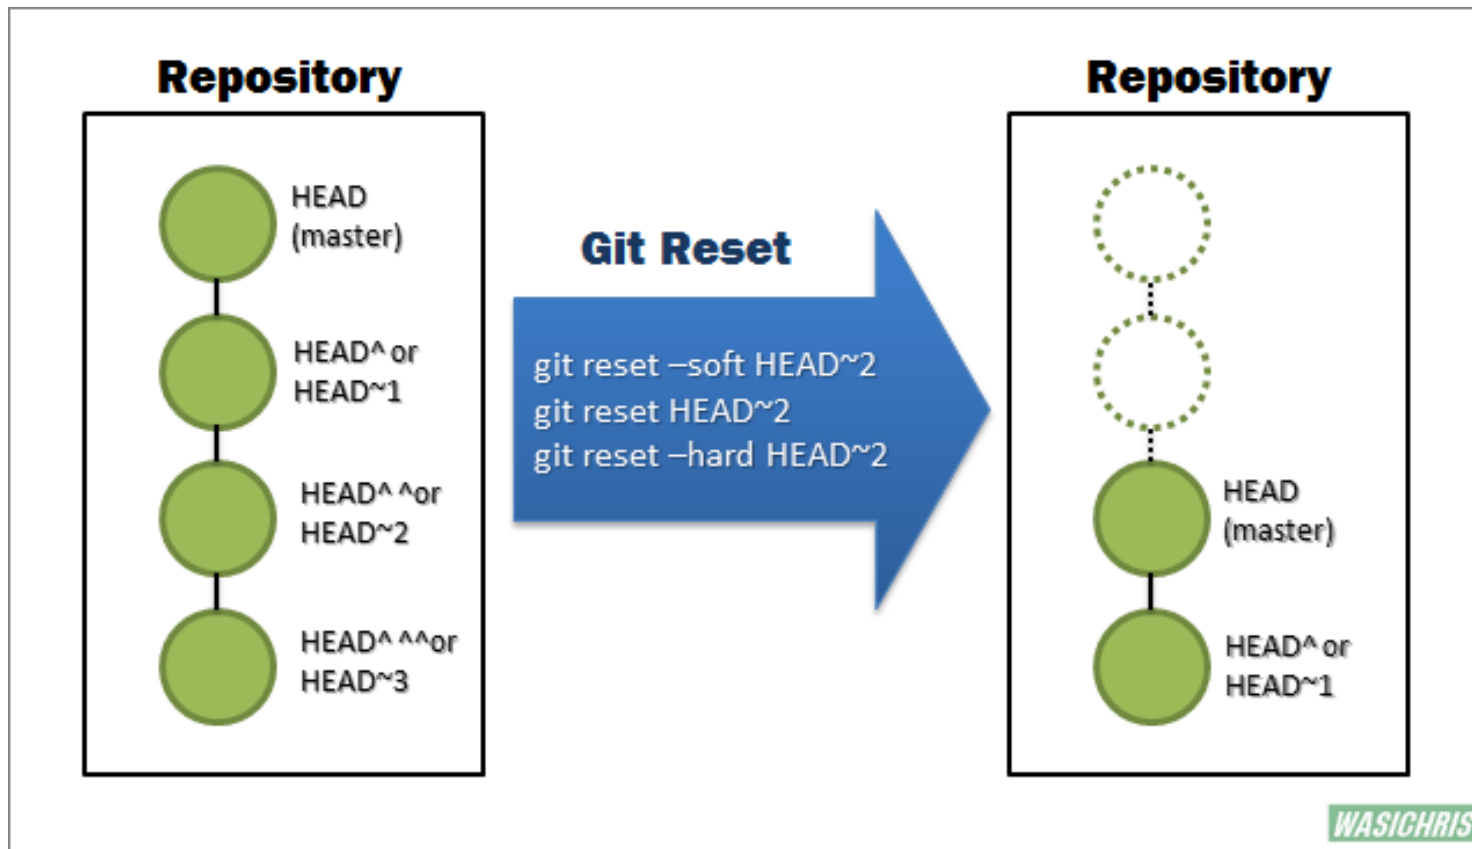 Repository
HEAD
(master)
HEAD^ or
HEAD~1
HEAD^ ^or
HEAD~2
HEAD^ ^^or
HEAD~3
Git Reset
git reset –soft HEAD~2
git reset HEAD~2
git reset –hard HEAD~2
Repository
HEAD
(master)
HEAD^ or
HEAD~1
WASICHRIS